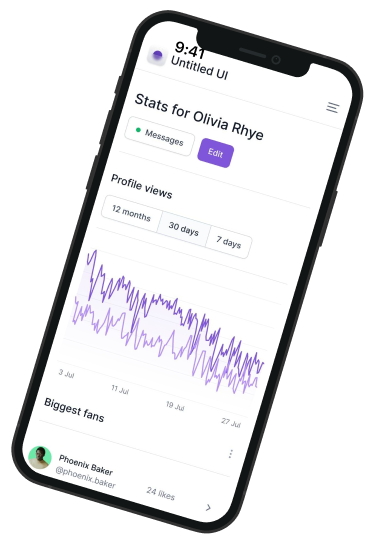 9:41
Untitled UI
Stats for Olivia Rhye
Messages
Edit
Profile views
12 months
30 days
7 days
3 Jul
11 Jul
19 Jul
27 Jul
Biggest fans
Phoenix Baker
@phoenix.baker
24 likes